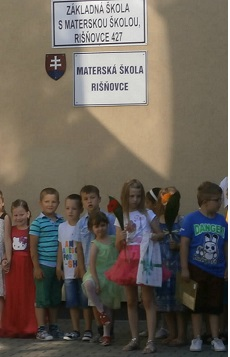 ZÁKLADNÁ ŠKOLA
S MATERSKOU ŠKOLOU,
RIŠŇOVCE 427
MATERSKÁ ŠKOLA
RIŠŇOVCE
DANGER